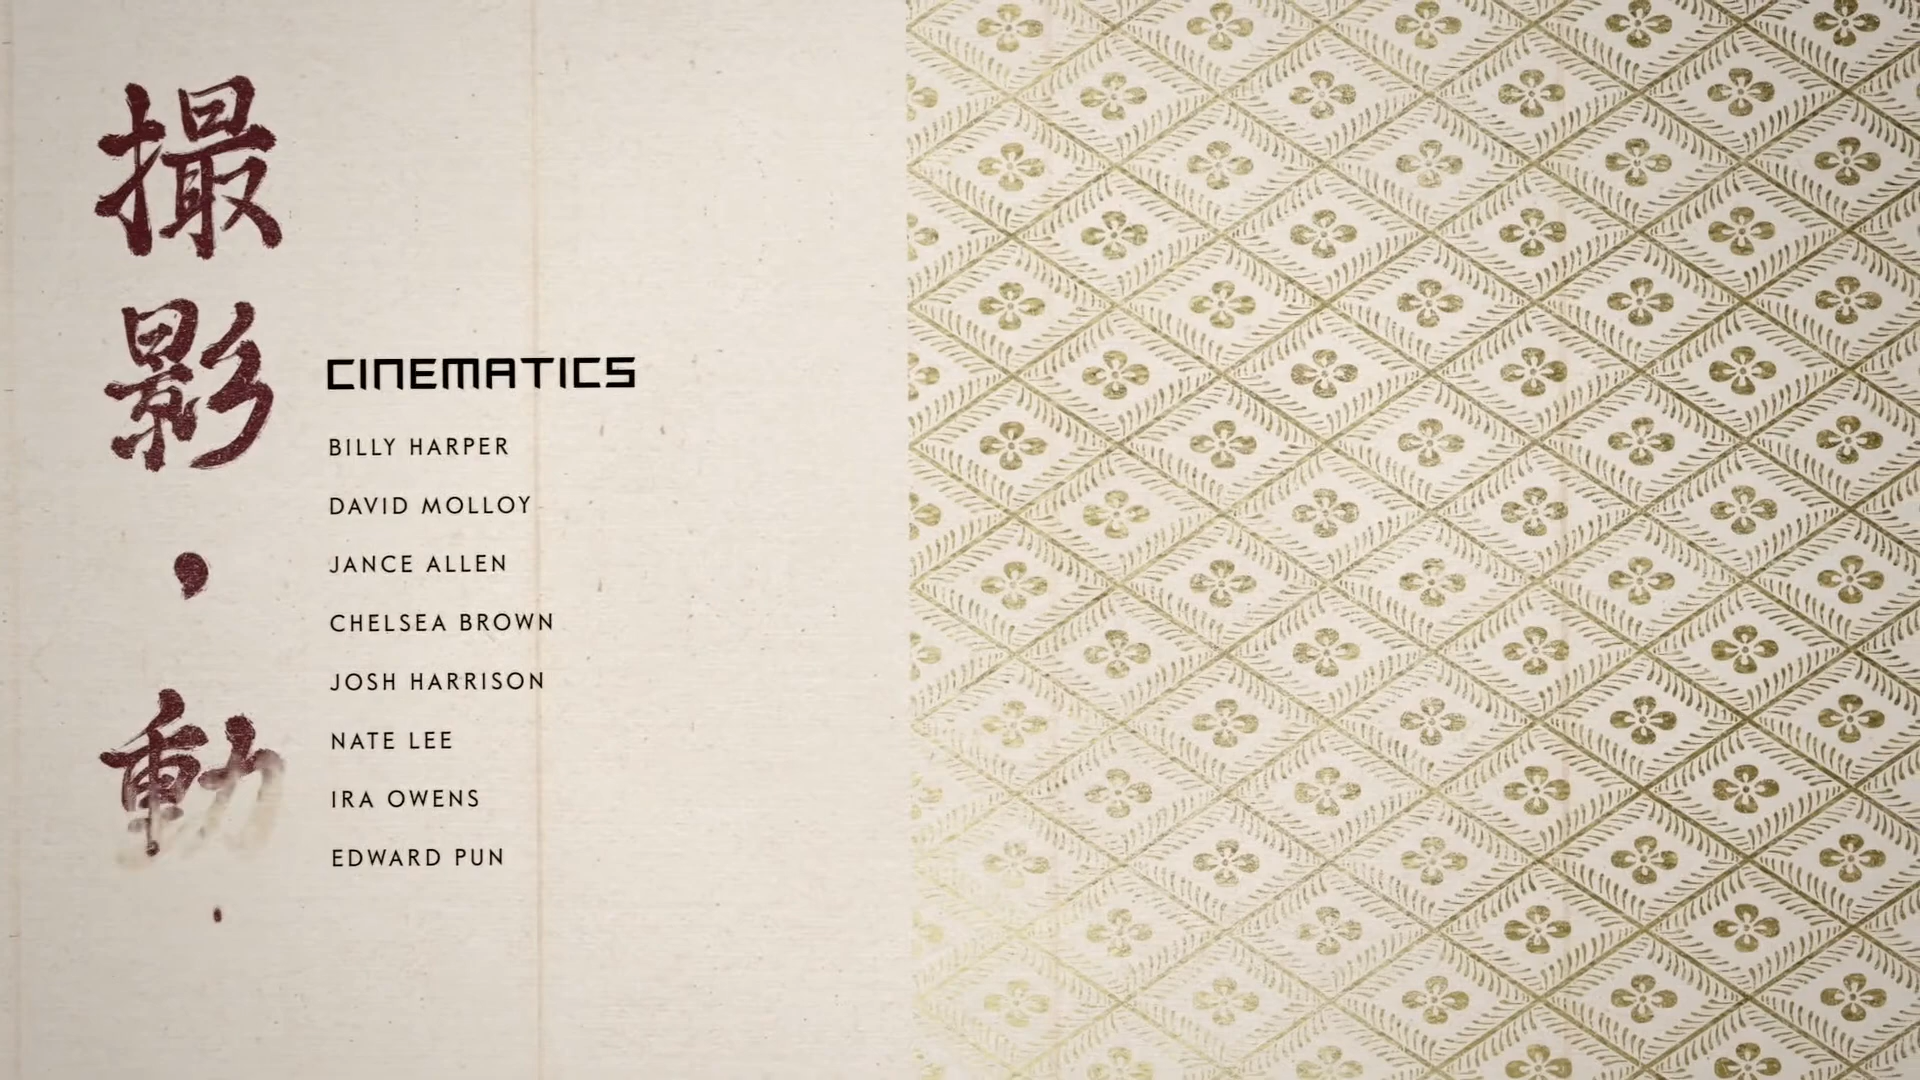 撮影・動
CINEMATICS
BILLY HARPER
DAVID MOLLOY
JANCE ALLEN
CHELSEA BROWN
JOSH HARRISON
NATE LEE
IRA OWENS
EDWARD PUN